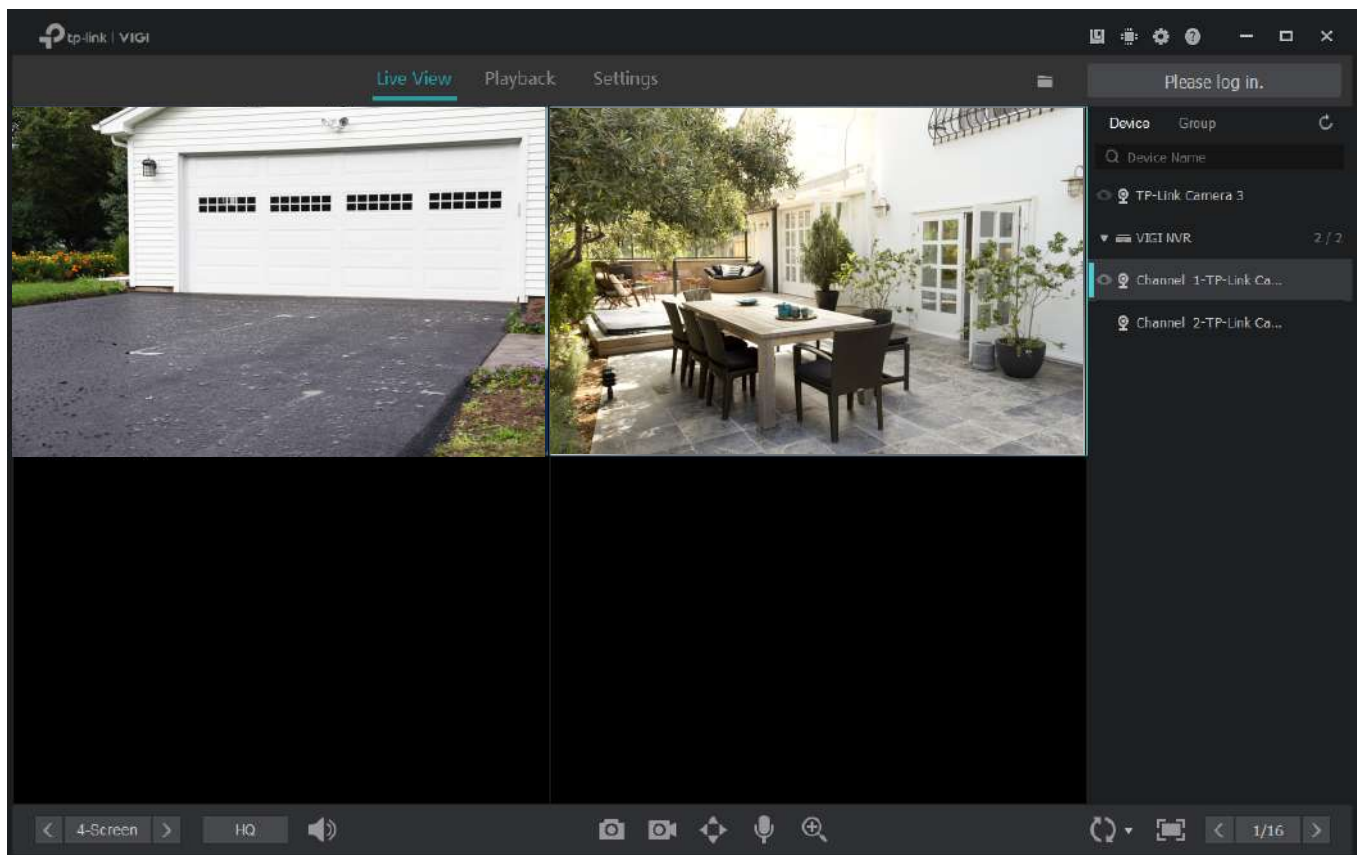 tp-link | VIGI
Live View Playback Settings
Please log in.
Device Group
Device Name
TP-Link Camera 3
VIGI NVR 2 / 2
Channel 1-TP-Link Ca...
Channel 2-TP-Link Ca...
< 4-Screen > HQ
< 1/16 >